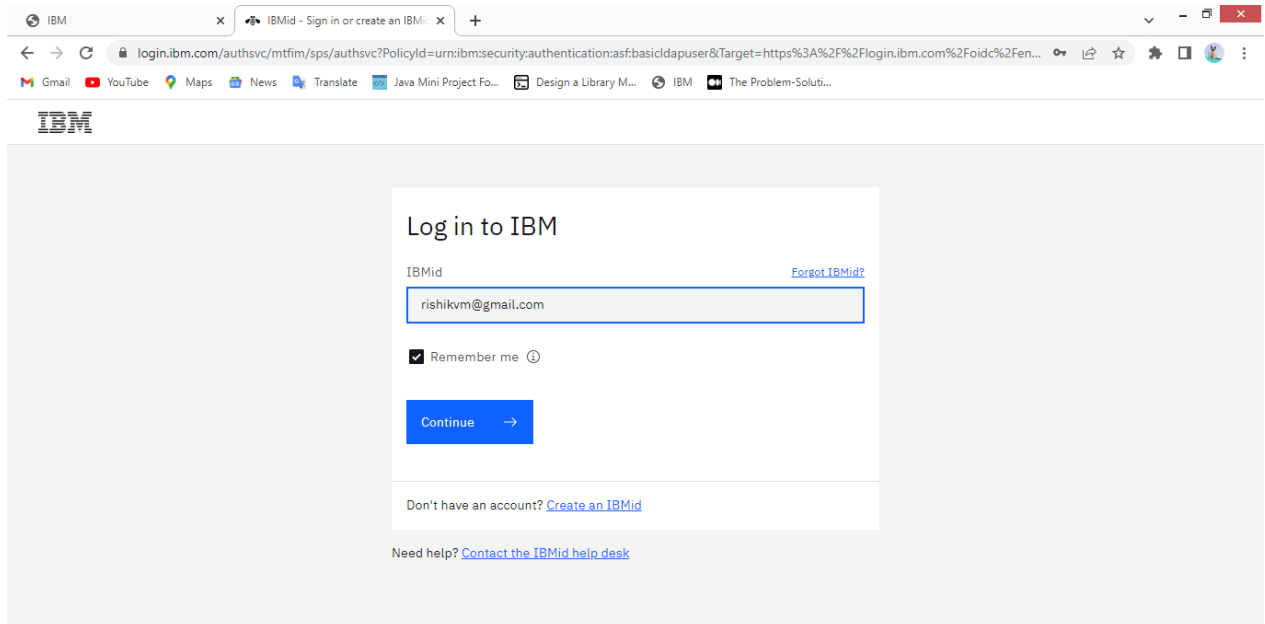 IBM
IBMid - Sign in or create an IBMi
login.ibm.com/authsvc/mtfim/sps/authsvc?PolicyId=urn:ibm:security:authentication:asf:basicldapuser&Target=https%3A%2F%2Flogin.ibm.com%2Foidc%2Fen...
Gmail YouTube Maps News Translate Java Mini Project Fo... Design a Library M... IBM The Problem-Soluti...
IBM
Log in to IBM
IBMid Forgot IBMid?
rishikvm@gmail.com
Remember me
Continue
Don't have an account? Create an IBMid
Need help? Contact the IBMid help desk